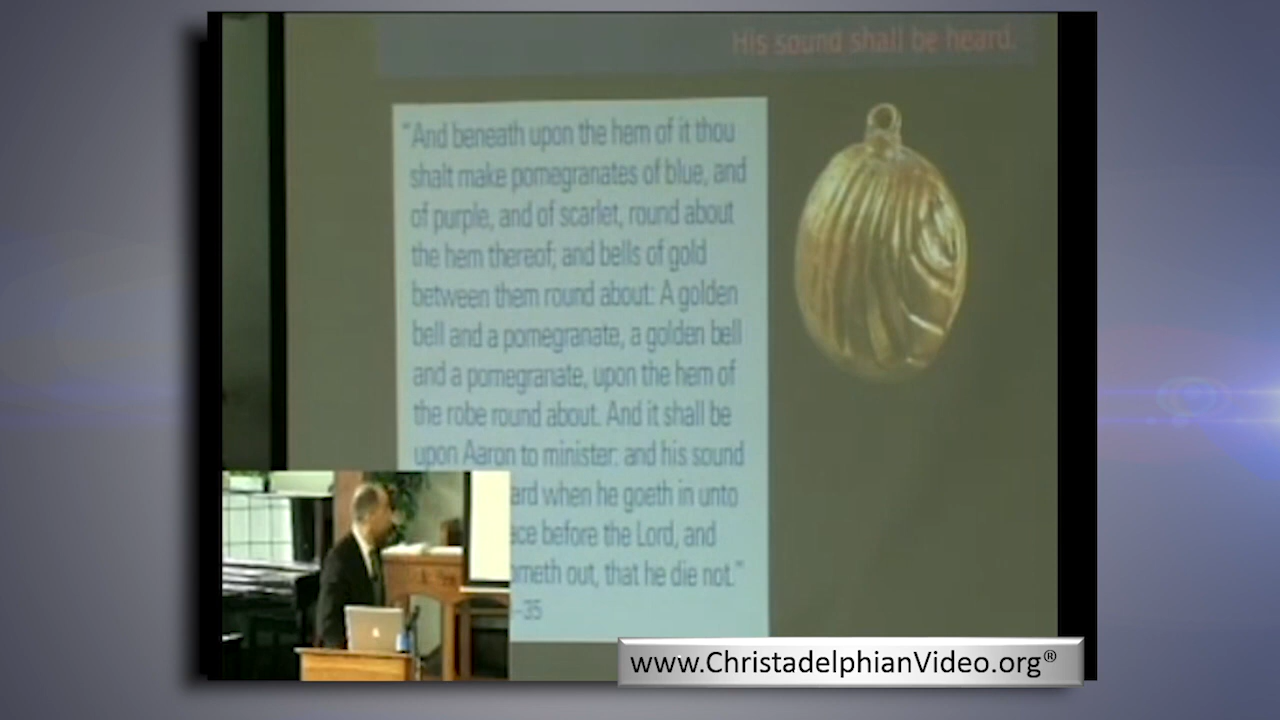 His sound shall be heard.
"And beneath upon the hem of it thou
shalt make pomegranates of blue, and
of purple, and of scarlet, round about
the hem thereof; and bells of gold
between them round about: A golden
bell and a pomegranate, a golden bell
and a pomegranate, upon the hem of
the robe round about. And it shall be
upon Aaron to minister: and his sound
when he goeth in unto
before the Lord, and
out, that he die not."
-35
www.ChristadelphianVideo.org®